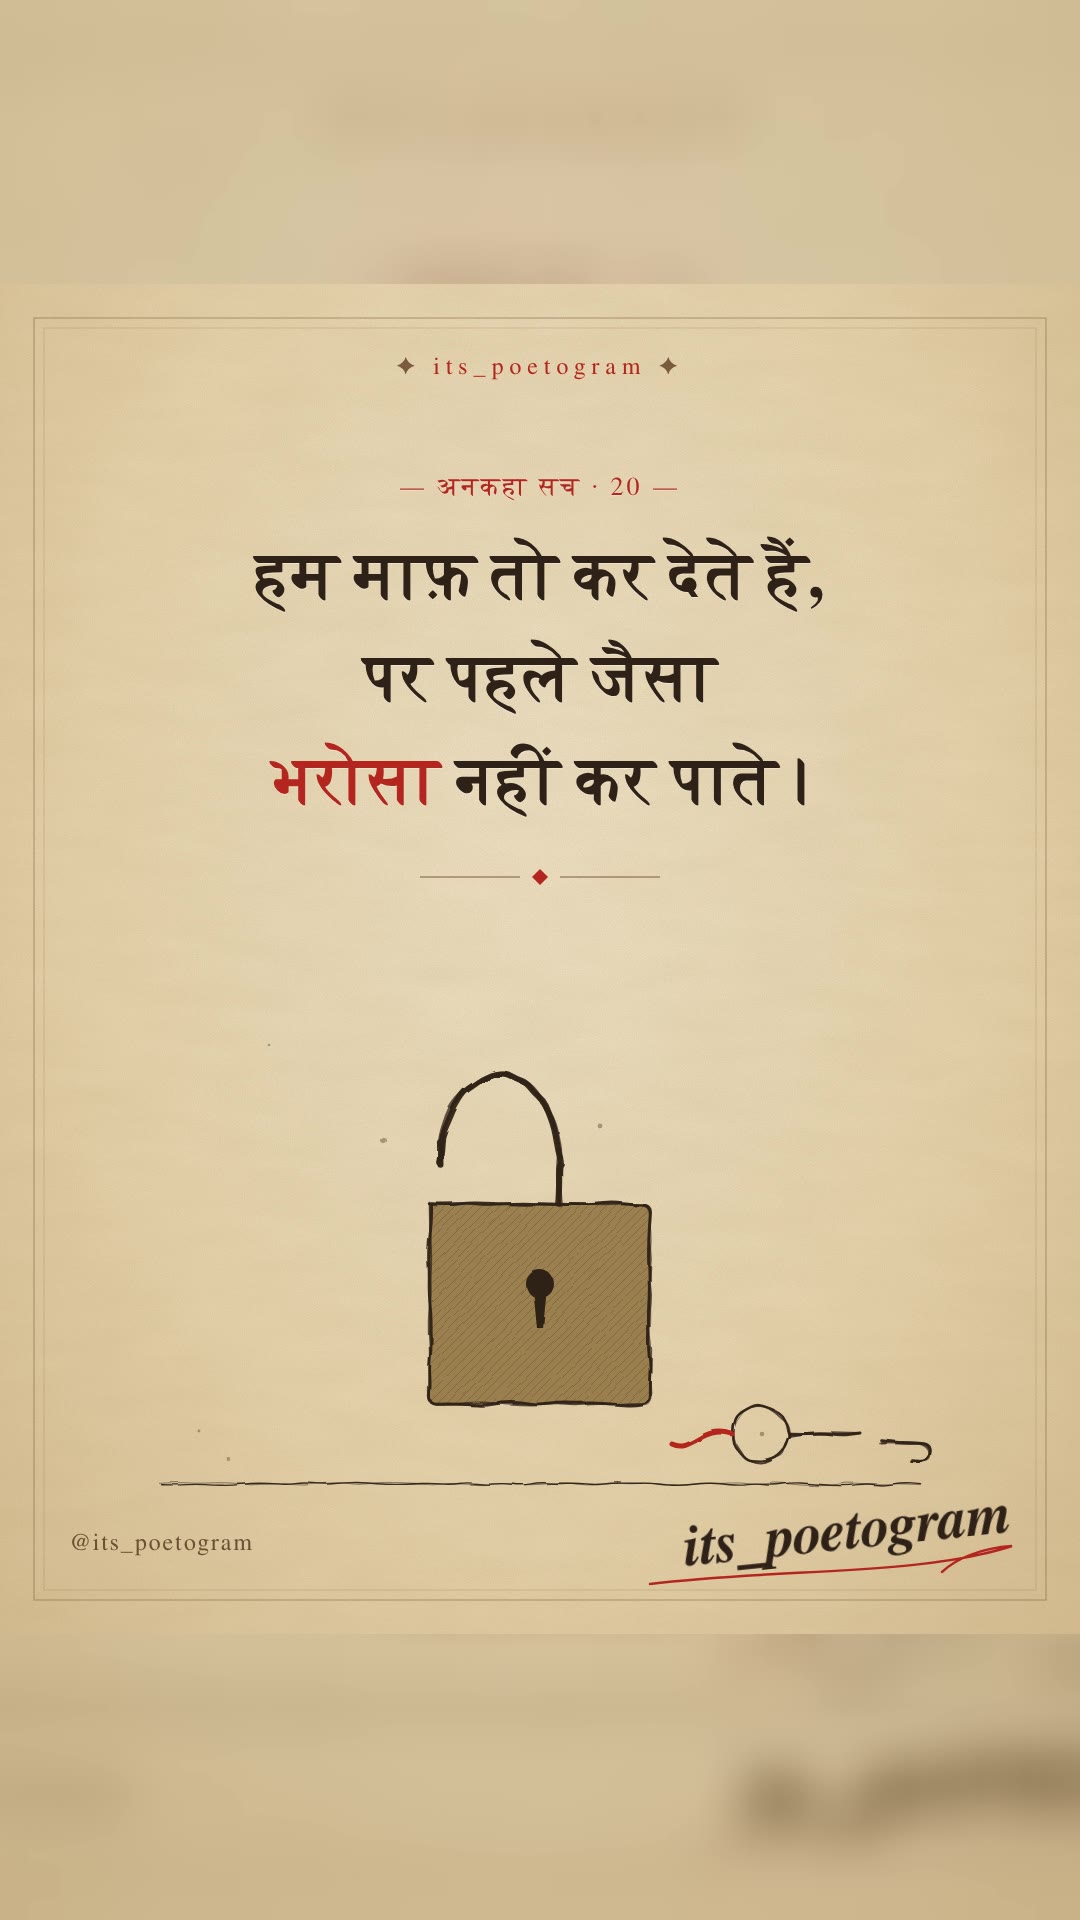 ✦ its_poetogram ✦
— अनकहा सच · 20 —
हम माफ़ तो कर देते हैं,
पर पहले जैसा
भरोसा नहीं कर पाते।
@its_poetogram
its_poetogram